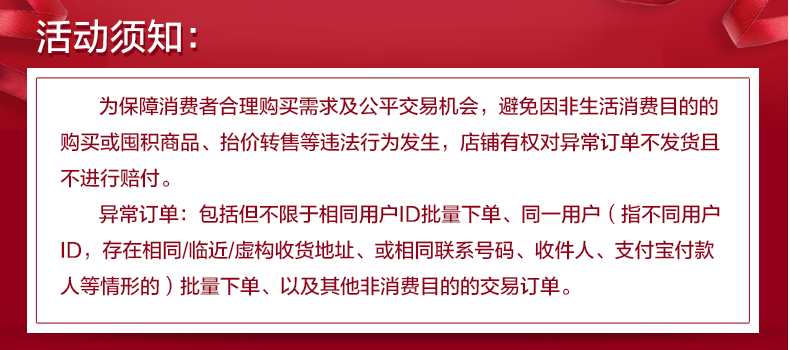 活动须知：
为保障消费者合理购买需求及公平交易机会，避免因非生活消费目的的
购买或囤积商品、抬价转售等违法行为发生，店铺有权对异常订单不发货且
不进行赔付。
异常订单：包括但不限于相同用户ID批量下单、同一用户（指不同用户
ID，存在相同/临近/虚构收货地址、或相同联系号码、收件人、支付宝付款
人等情形的）批量下单、以及其他非消费目的的交易订单。